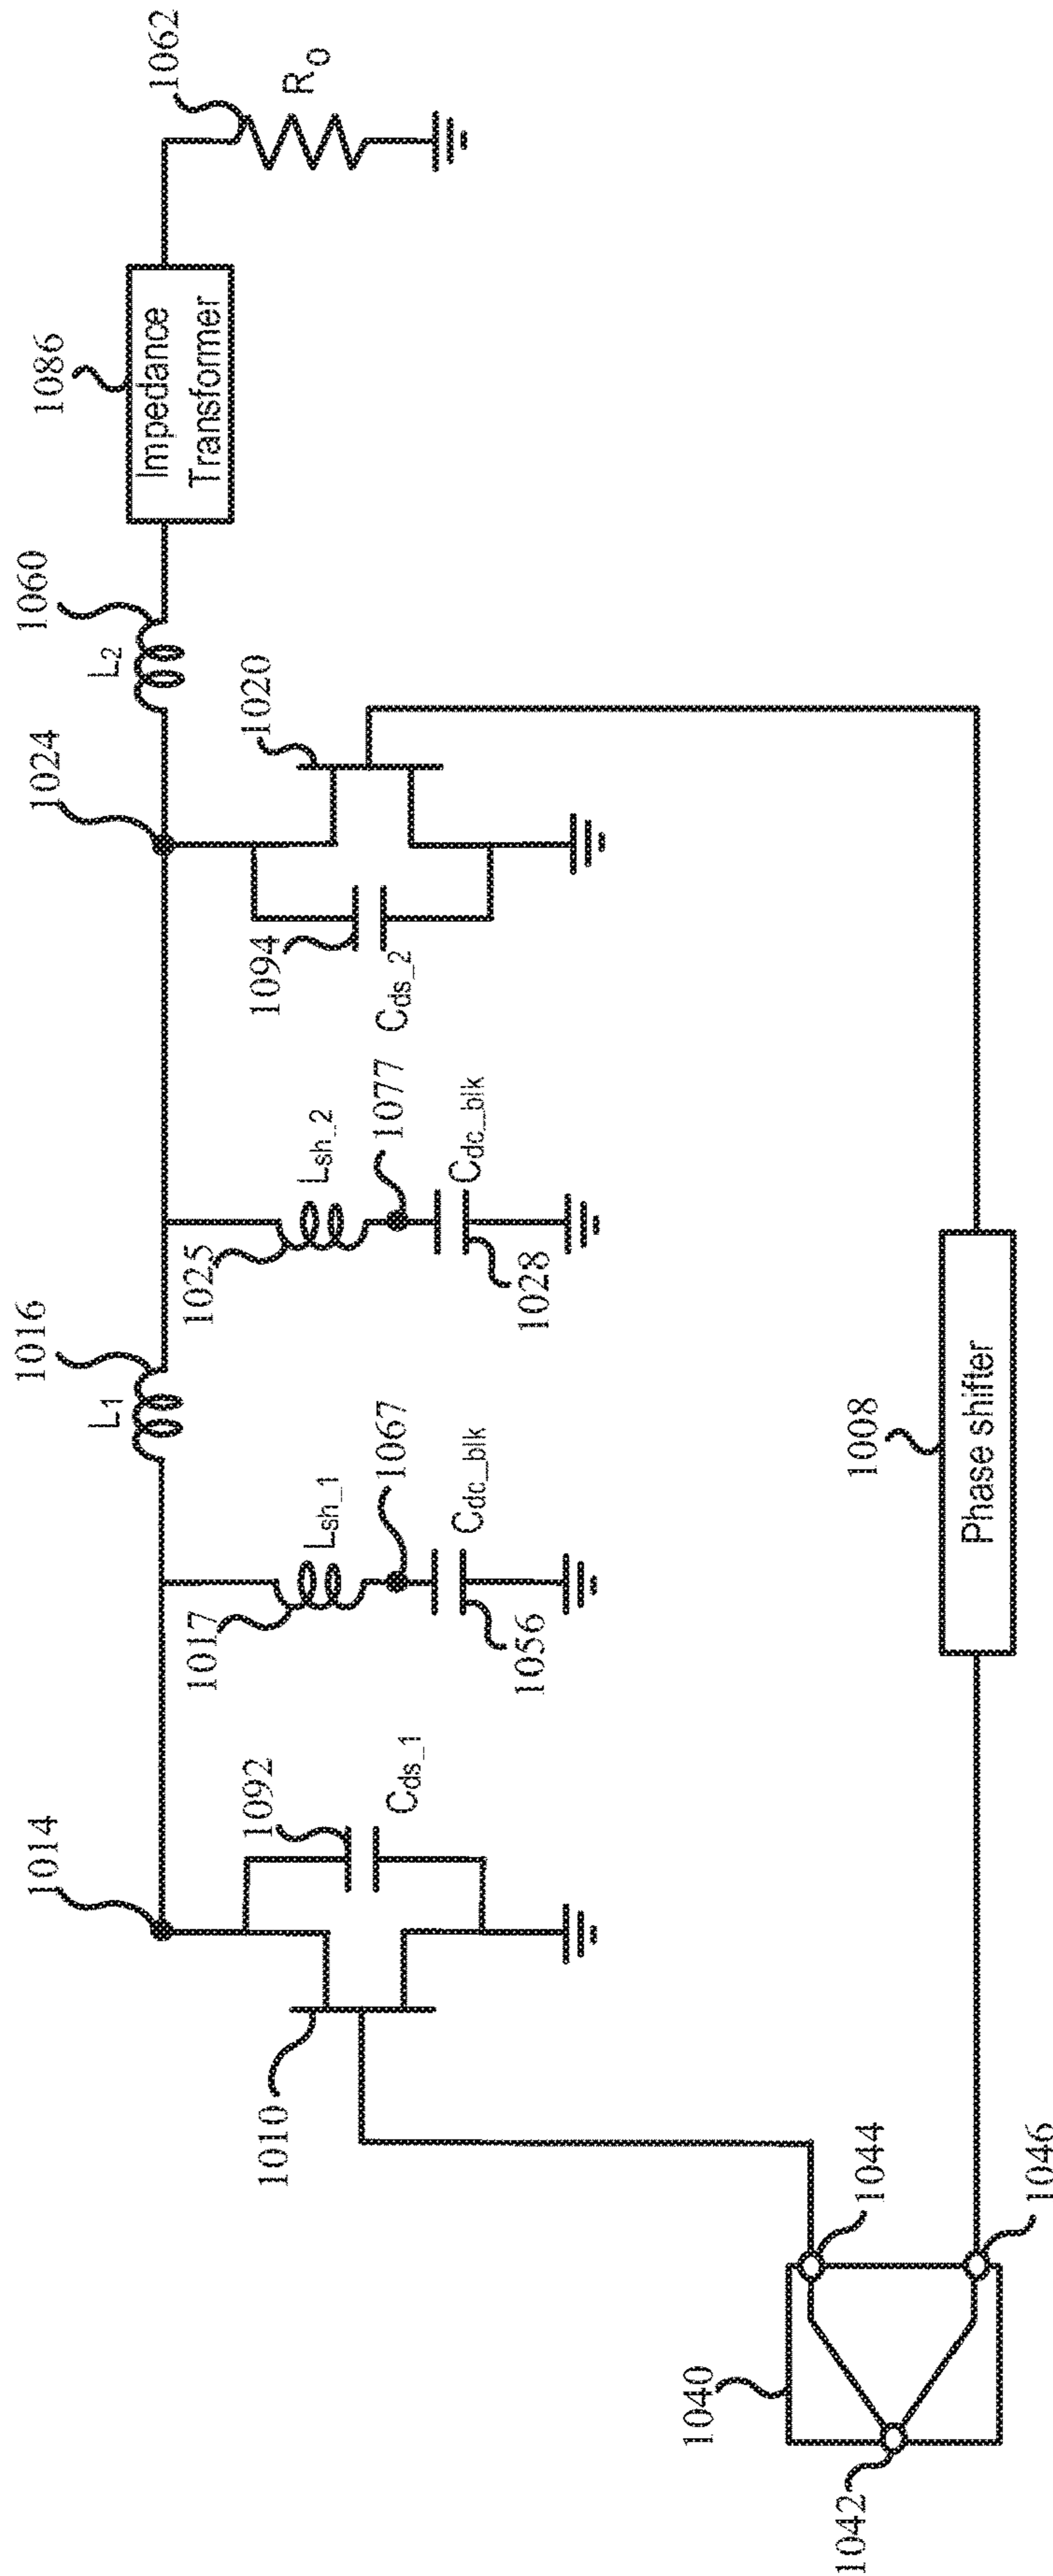 1014
1016
1024
1060
1086
1062
L1
L2
Impedance
Transformer
Ro
1010
1092
Cds_1
1017
Lsh_1
1067
1056
Cdc_blk
1025
Lsh_2
1077
1028
Cdc_blk
1094
Cds_2
1020
1040
1042
1044
1046
1008
Phase shifter